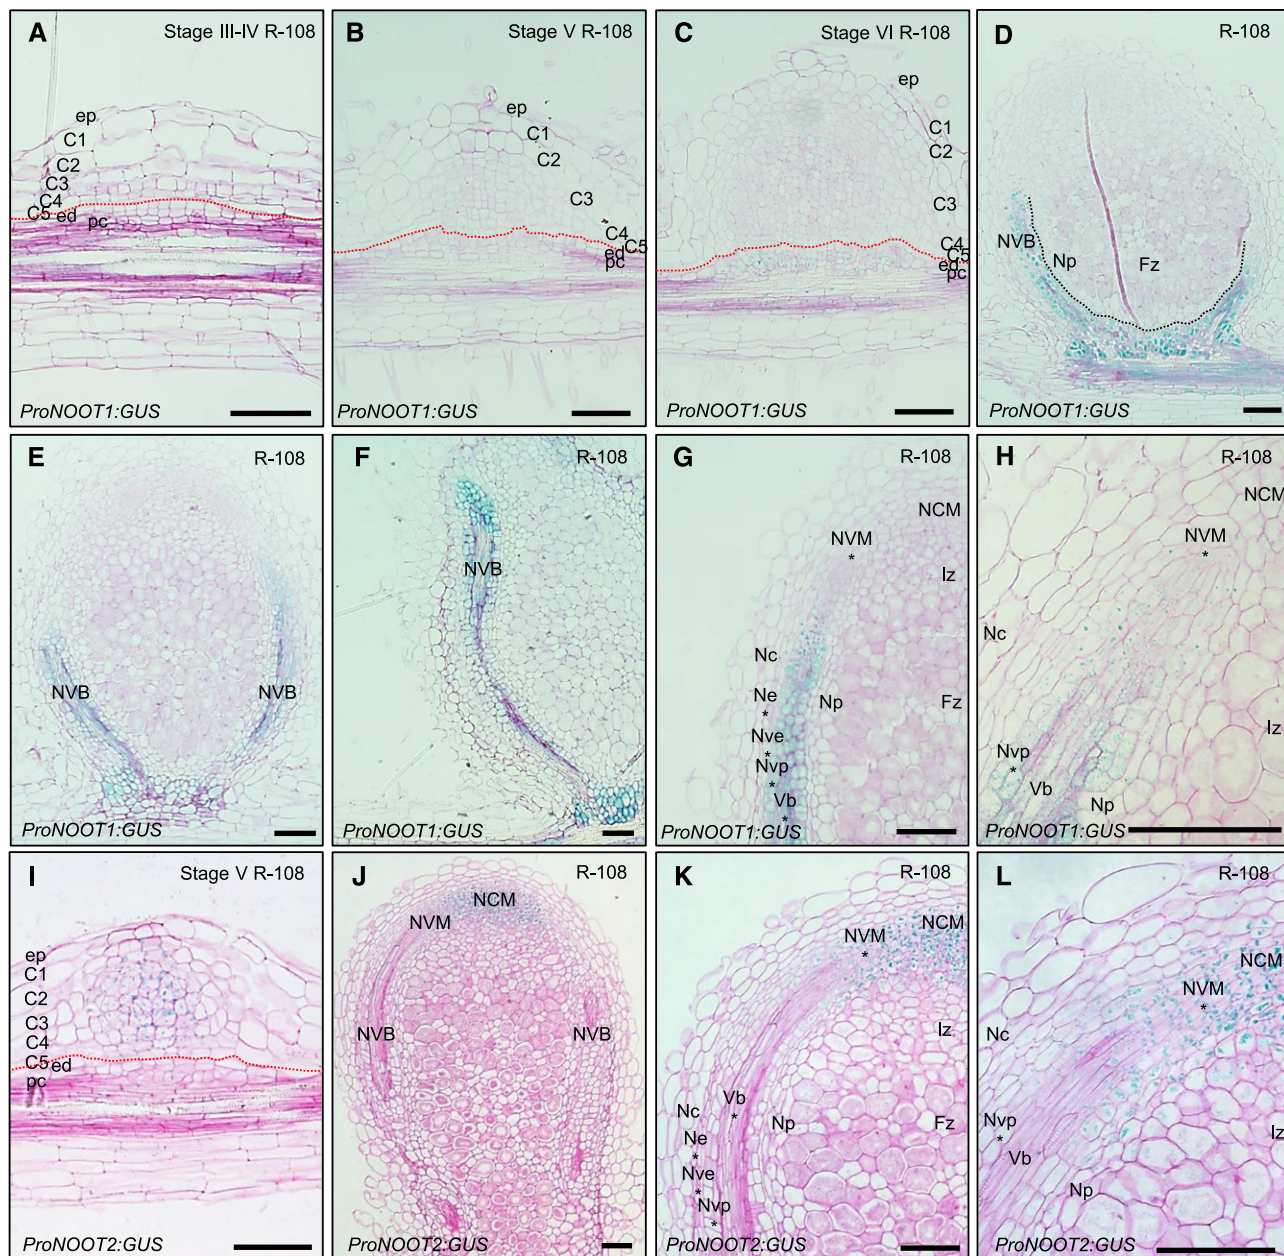 A
Stage III-IV R-108
ep
C1
C2
C3
C4
C5 ed
pc
ProNOOT1:GUS
B
Stage V R-108
ep
C1
C2
C3
C4
C5
ed
pc
ProNOOT1:GUS
C
Stage VI R-108
ep
C1
C2
C3
C4
C5
ed
pc
ProNOOT1:GUS
D
R-108
NVB
Np
Fz
ProNOOT1:GUS
E
R-108
NVB
NVB
ProNOOT1:GUS
F
R-108
NVB
ProNOOT1:GUS
G
R-108
NCM
NVM
*
Iz
Nc
Ne
*
Np
Fz
Nve
*
Nvp
*
Vb
*
ProNOOT1:GUS
H
R-108
NCM
NVM
*
Nc
Iz
Nvp
*
Vb
Np
ProNOOT1:GUS
I
Stage V R-108
ep
C1
C2
C3
C4
C5 ed
pc
ProNOOT2:GUS
J
R-108
NCM
NVM
NVB
NVB
ProNOOT2:GUS
K
R-108
NCM
NVM
*
Iz
Vb
*
Nc
Np
Fz
Ne
*
Nve
*
Nvp
*
ProNOOT2:GUS
L
R-108
NCM
NVM
*
Nc
Iz
Nvp
*
Vb
Np
ProNOOT2:GUS